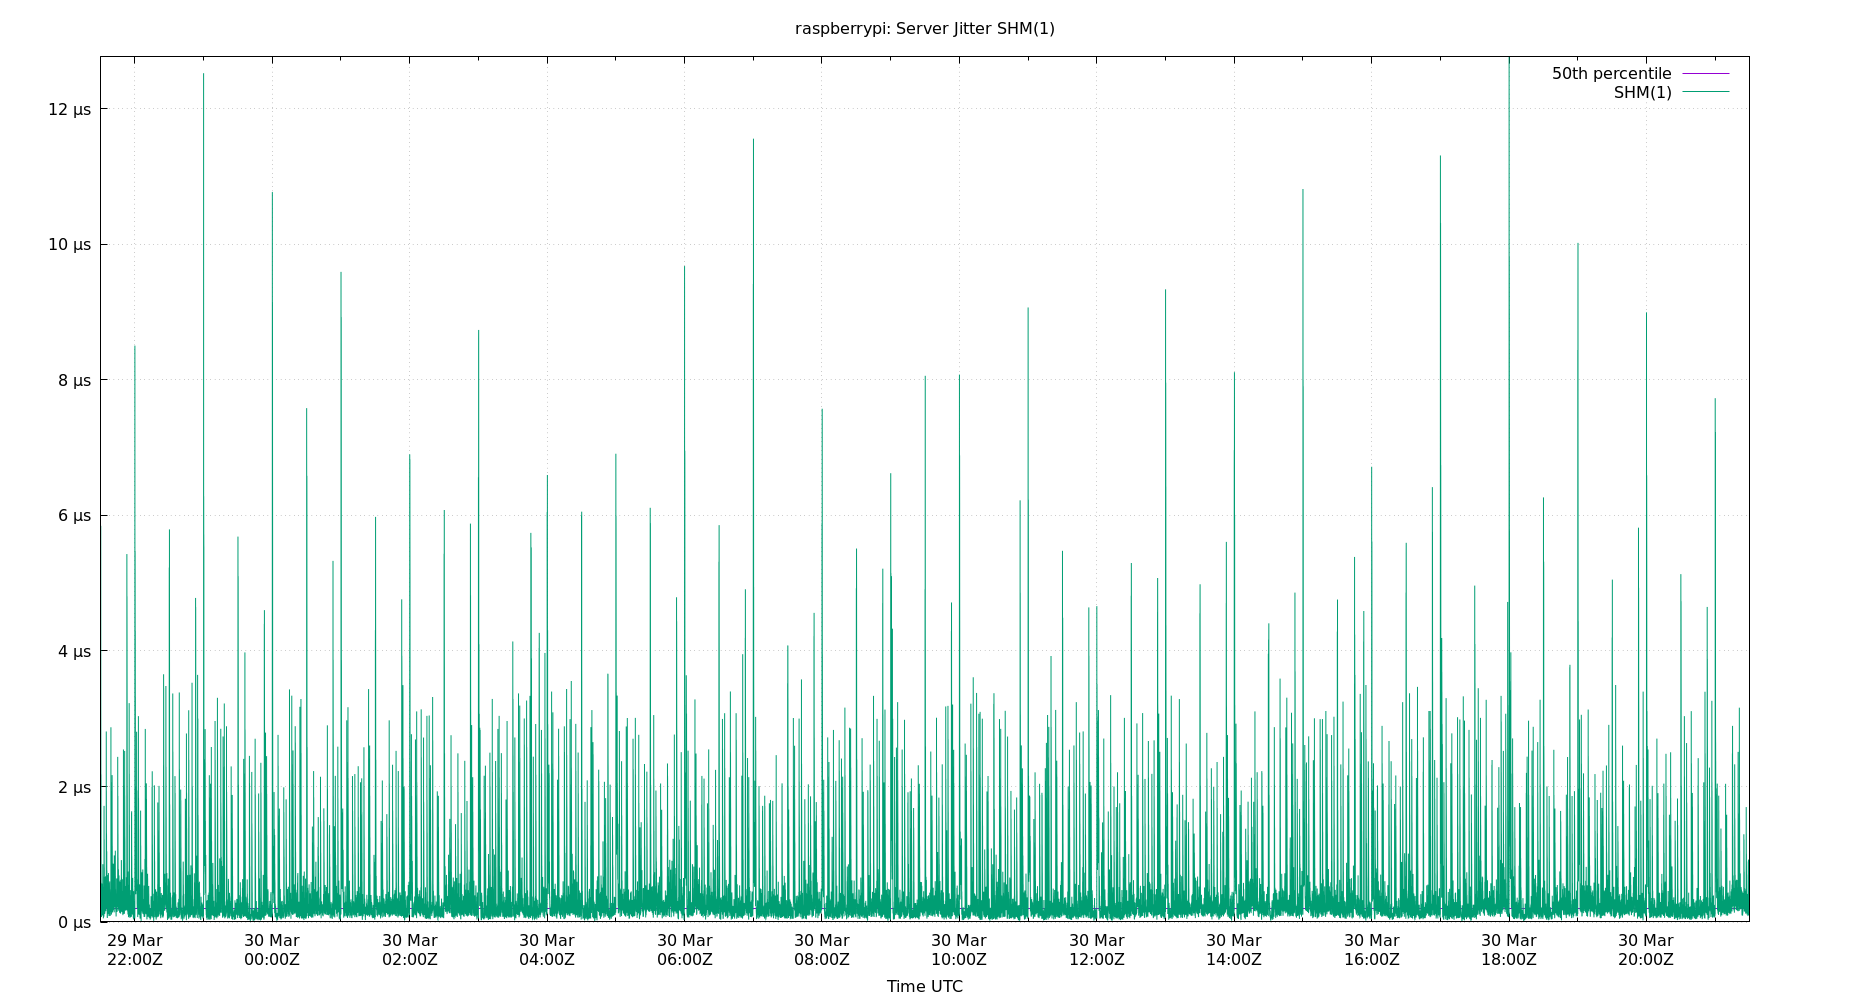 raspberrypi: Server Jitter SHM(1)
50th percentile
SHM(1)
12 µs
10 µs
8 µs
6 µs
4 µs
2 µs
0 µs
29 Mar 30 Mar 30 Mar 30 Mar 30 Mar 30 Mar 30 Mar 30 Mar 30 Mar 30 Mar 30 Mar 30 Mar
22:00Z 00:00Z 02:00Z 04:00Z 06:00Z 08:00Z 10:00Z 12:00Z 14:00Z 16:00Z 18:00Z 20:00Z
Time UTC